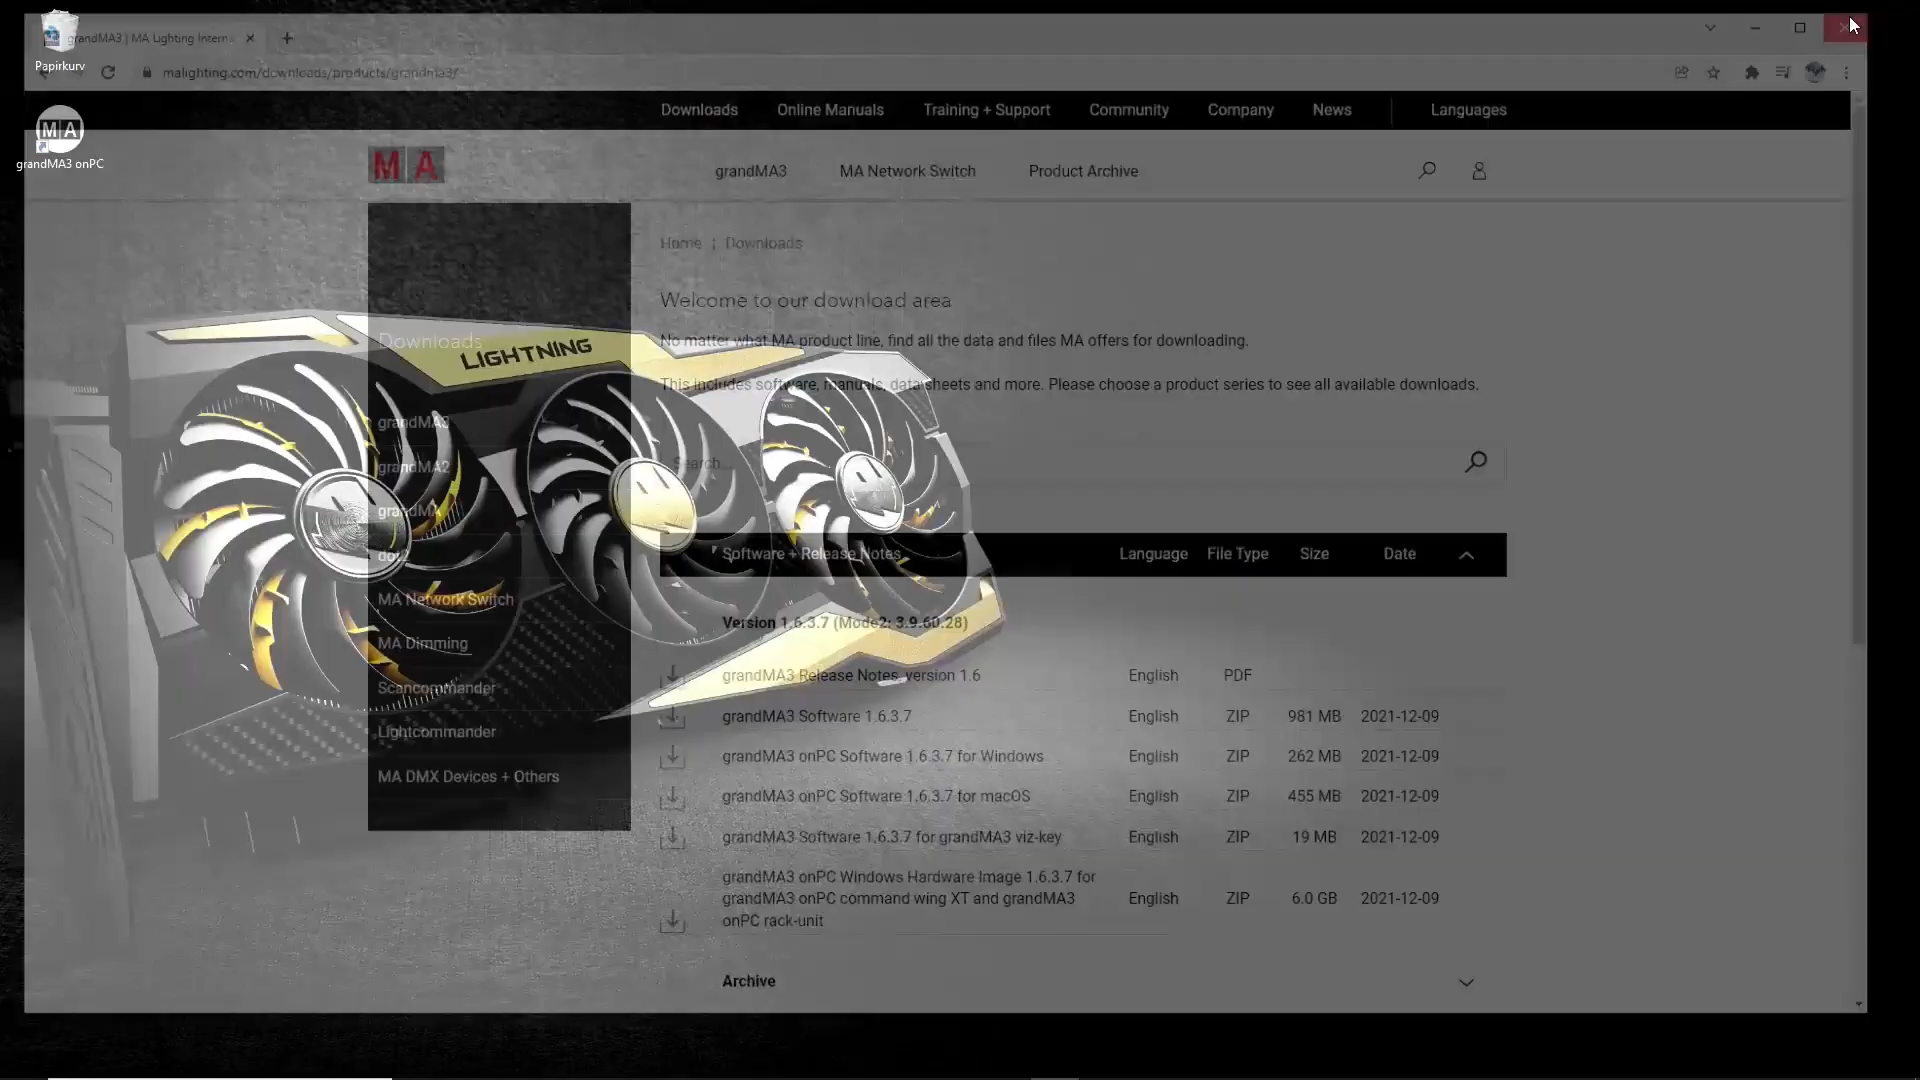 grandMA3 | MA Lighting Intern
malighting.com/downloads/products/grandma3/
Papirkurv
grandMA3 onPC
Downloads
Online Manuals
Training + Support
Community
Company
News
Languages
MA
MA
grandMA3
MA Network Switch
Product Archive
Home
Downloads
Welcome to our download area
No matter what MA product line, find all the data and files MA offers for downloading.
This includes software, manuals, data sheets and more. Please choose a product series to see all available downloads.
Downloads
LIGHTNING
grandMA3
grandMA2
grandMA
MA Network Switch
MA Dimming
Scancommander
Lightcommander
MA DMX Devices + Others
Search...
Software + Release Notes Language File Type Size Date
Version 1.6.3.7 (Mode2: 3.9.60.28)
grandMA3 Release Notes, version 1.6 English PDF
grandMA3 Software 1.6.3.7 English ZIP 981 MB 2021-12-09
grandMA3 onPC Software 1.6.3.7 for Windows English ZIP 262 MB 2021-12-09
grandMA3 onPC Software 1.6.3.7 for macOS English ZIP 455 MB 2021-12-09
grandMA3 Software 1.6.3.7 for grandMA3 viz-key English ZIP 19 MB 2021-12-09
grandMA3 onPC Windows Hardware Image 1.6.3.7 for
grandMA3 onPC command wing XT and grandMA3 English ZIP 6.0 GB 2021-12-09
onPC rack-unit
Archive